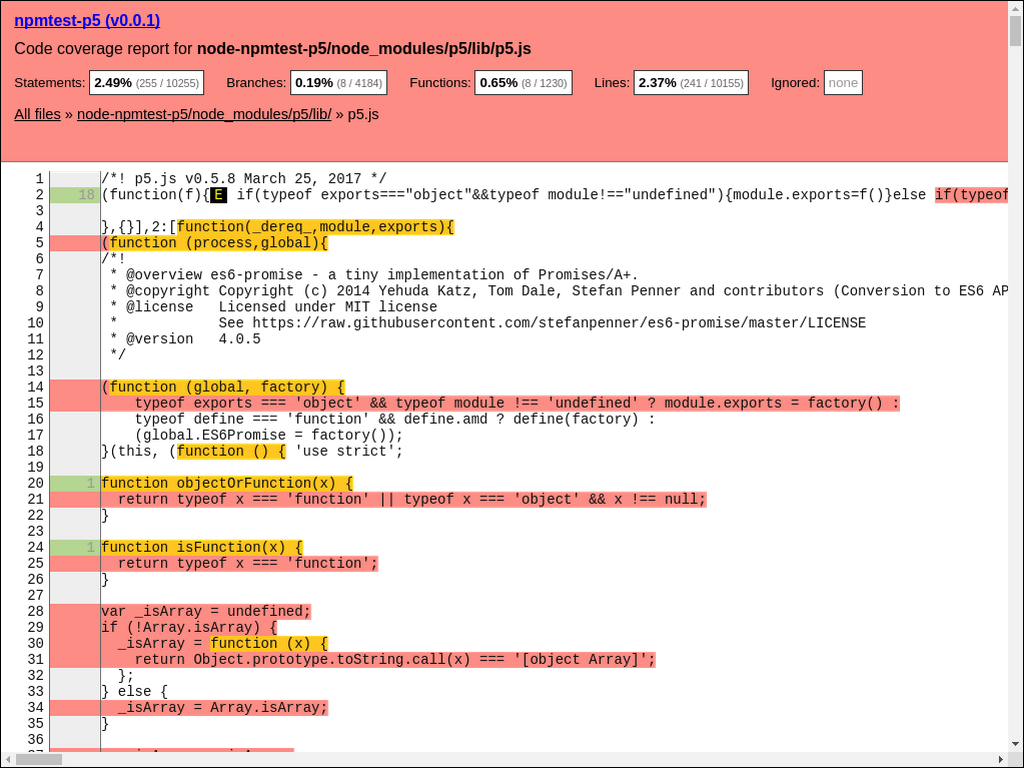 npmtest-p5 (v0.0.1)
Code coverage report for node-npmtest-p5/node_modules/p5/lib/p5.js
Statements: 2.49% (255 / 10255) Branches: 0.19% (8 / 4184) Functions: 0.65% (8 / 1230) Lines: 2.37% (241 / 10155) Ignored: none
All files » node-npmtest-p5/node_modules/p5/lib/ » p5.js
1 /*! p5.js v0.5.8 March 25, 2017 */
2 18 (function(f){E if(typeof exports==="object"&&typeof module!=="undefined"){module.exports=f()}else if(typeof
3
4 },{}],2:[function(_dereq_,module,exports){
5 (function (process,global){
6 /*!
7 * @overview es6-promise - a tiny implementation of Promises/A+.
8 * @copyright Copyright (c) 2014 Yehuda Katz, Tom Dale, Stefan Penner and contributors (Conversion to ES6 AP
9 * @license   Licensed under MIT license
10 *            See https://raw.githubusercontent.com/stefanpenner/es6-promise/master/LICENSE
11 * @version   4.0.5
12 */
13
14 (function (global, factory) {
15     typeof exports === 'object' && typeof module !== 'undefined' ? module.exports = factory() :
16     typeof define === 'function' && define.amd ? define(factory) :
17     (global.ES6Promise = factory());
18 }(this, (function () { 'use strict';
19
20 1 function objectOrFunction(x) {
21   return typeof x === 'function' || typeof x === 'object' && x !== null;
22 }
23
24 1 function isFunction(x) {
25   return typeof x === 'function';
26 }
27
28 var _isArray = undefined;
29 if (!Array.isArray) {
30   _isArray = function (x) {
31     return Object.prototype.toString.call(x) === '[object Array]';
32   };
33 } else {
34   _isArray = Array.isArray;
35 }
36